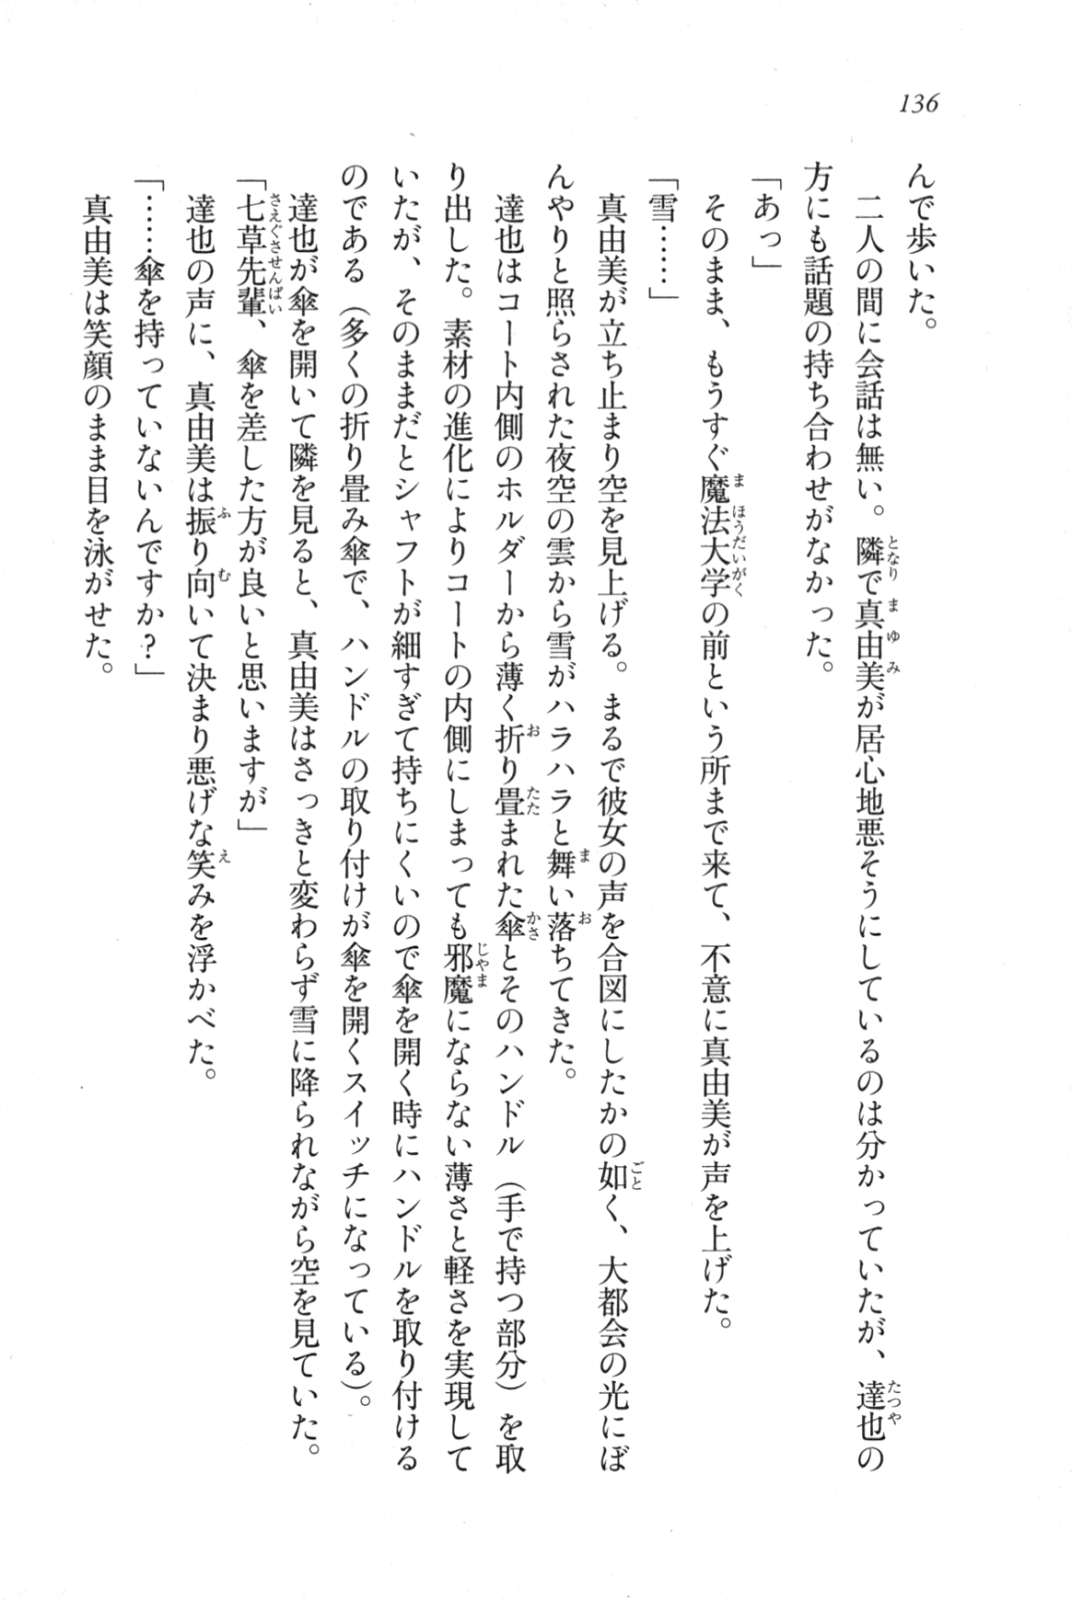 136
んで歩いた。
　二人の間に会話は無い。隣で真由美が居心地悪そうにしているのは分かっていたが、達也の
方にも話題の持ち合わせがなかった。
「あっ」
　そのまま、もうすぐ魔法大学の前という所まで来て、不意に真由美が声を上げた。
「雪……」
　真由美が立ち止まり空を見上げる。まるで彼女の声を合図にしたかの如く、大都会の光にぼ
んやりと照らされた夜空の雲から雪がハラハラと舞い落ちてきた。
　達也はコート内側のホルダーから薄く折り畳まれた傘とそのハンドル（手で持つ部分）を取
り出した。素材の進化によりコートの内側にしまっても邪魔にならない薄さと軽さを実現して
いたが、そのままだとシャフトが細すぎて持ちにくいので傘を開く時にハンドルを取り付ける
のである（多くの折り畳み傘で、ハンドルの取り付けが傘を開くスイッチになっている）。
　達也が傘を開いて隣を見ると、真由美はさっきと変わらず雪に降られながら空を見ていた。
「七草先輩、傘を差した方が良いと思いますが」
　達也の声に、真由美は振り向いて決まり悪げな笑みを浮かべた。
「……傘を持っていないんですか？」
　真由美は笑顔のまま目を泳がせた。